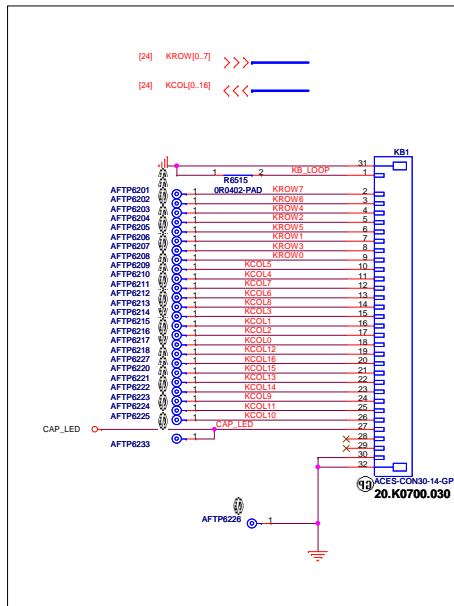 [24] KROW[0..7]
[24] KCOL[0..16]
KB1
31
KB_LOOP 1
1 R6515 2
0R0402-PAD
AFTP6201 1 KROW7 2
AFTP6202 1 KROW6 3
AFTP6203 1 KROW4 4
AFTP6204 1 KROW2 5
AFTP6205 1 KROW5 6
AFTP6206 1 KROW1 7
AFTP6207 1 KROW3 8
AFTP6208 1 KROW0 9
AFTP6209 1 KCOL5 10
AFTP6210 1 KCOL4 11
AFTP6211 1 KCOL7 12
AFTP6212 1 KCOL6 13
AFTP6213 1 KCOL8 14
AFTP6214 1 KCOL3 15
AFTP6215 1 KCOL1 16
AFTP6216 1 KCOL2 17
AFTP6217 1 KCOL0 18
AFTP6218 1 KCOL12 19
AFTP6227 1 KCOL16 20
AFTP6220 1 KCOL15 21
AFTP6221 1 KCOL13 22
AFTP6222 1 KCOL14 23
AFTP6223 1 KCOL9 24
AFTP6224 1 KCOL11 25
AFTP6225 1 KCOL10 26
CAP_LED CAP_LED 27
AFTP6233 1 28
29
30
32
ACES-CON30-14-GP
20.K0700.030
AFTP6226 1